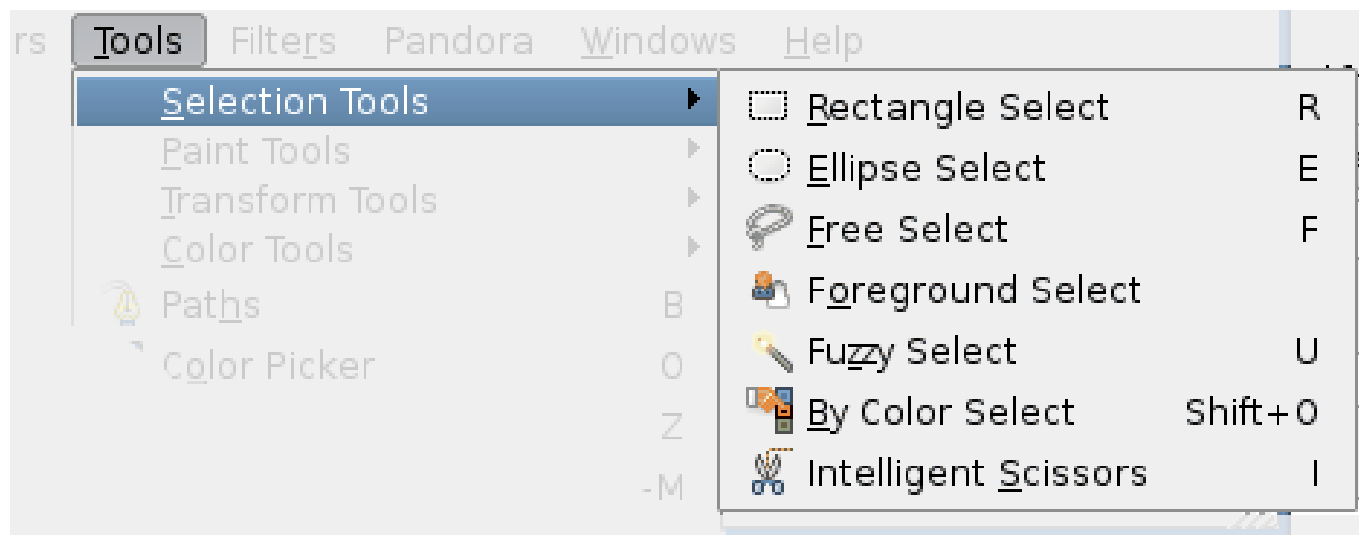 rs Tools Filters Pandora Windows Help
Selection Tools
Paint Tools
Transform Tools
Color Tools
Paths B
Color Picker O
Z
-M
Rectangle Select R
Ellipse Select E
Free Select F
Foreground Select
Fuzzy Select U
By Color Select Shift+O
Intelligent Scissors I